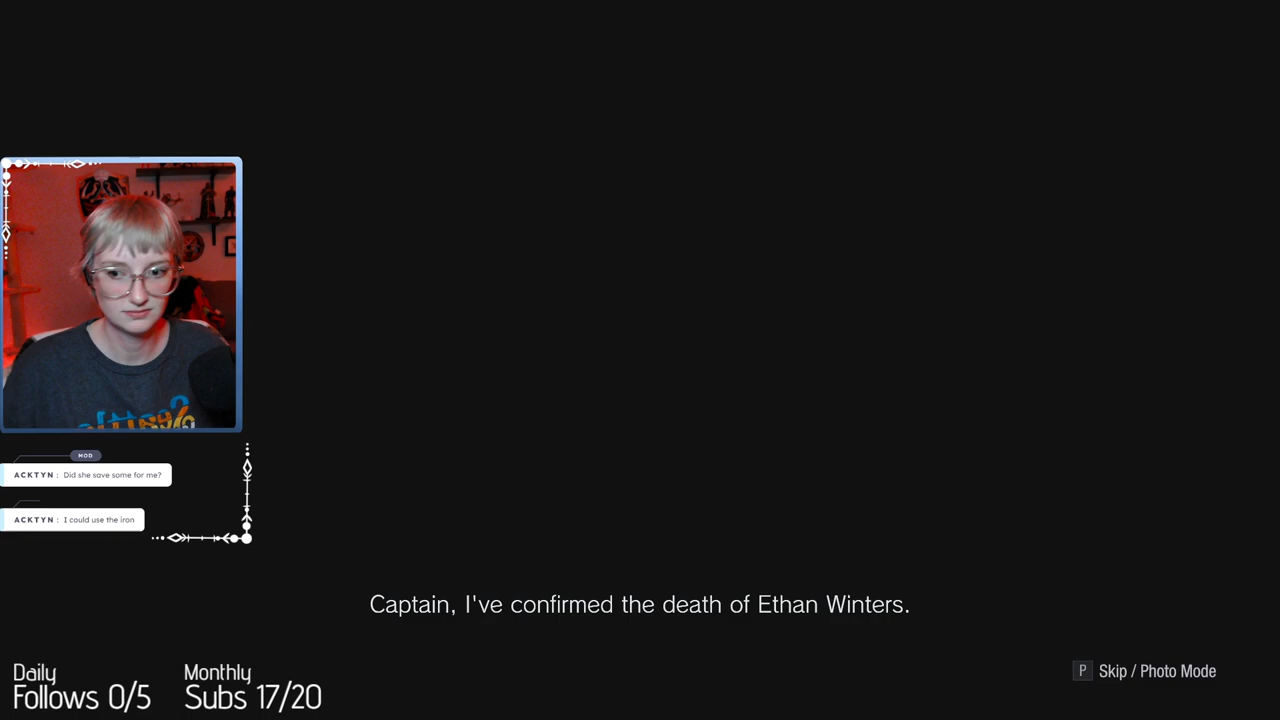 MOD
ACKTYN : Did she save some for me?
ACKTYN : I could use the iron
Captain, I've confirmed the death of Ethan Winters.
Daily
Follows 0/5
Monthly
Subs 17/20
P Skip / Photo Mode